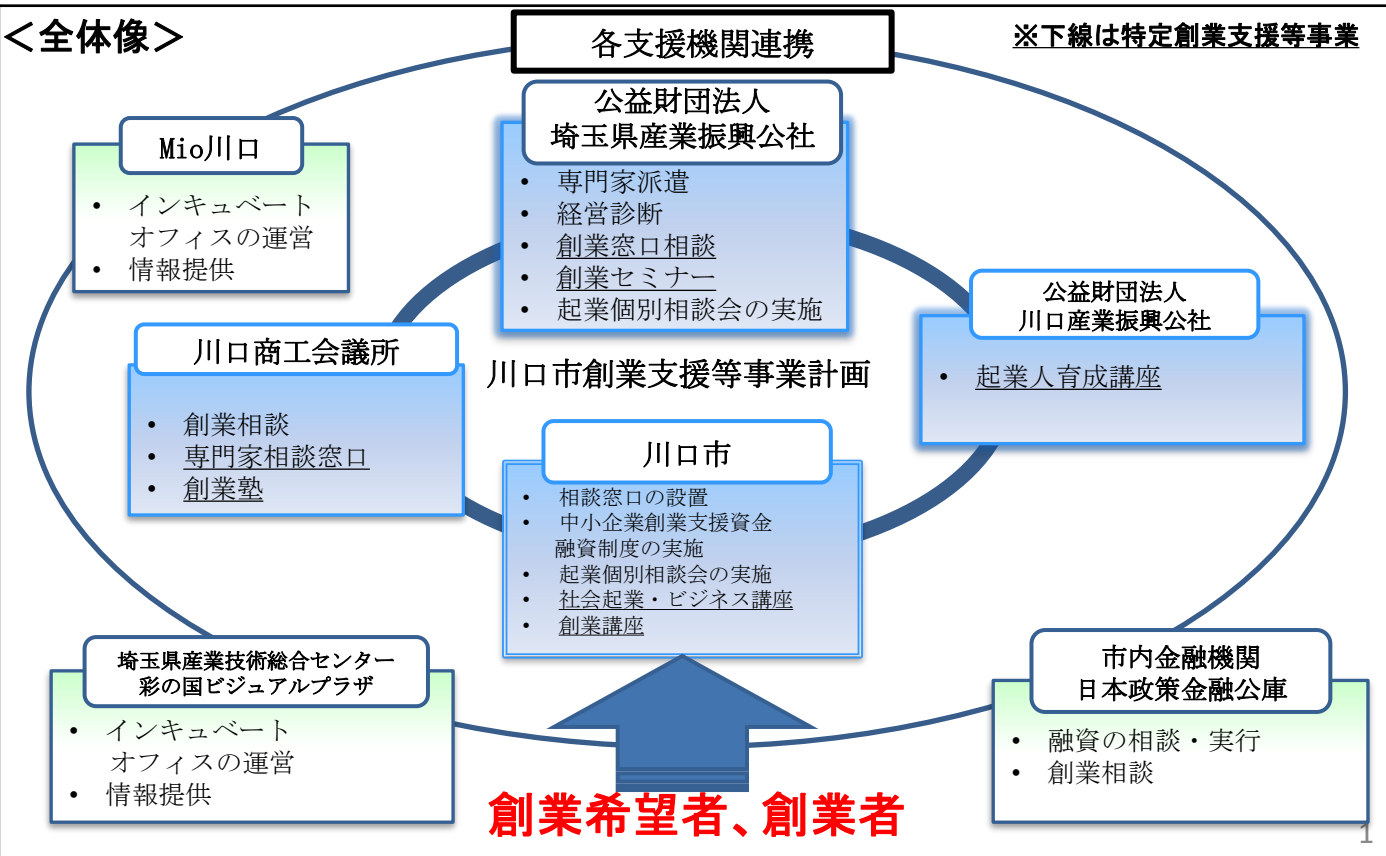 ＜全体像＞
各支援機関連携
※下線は特定創業支援等事業
Mio川口
• インキュベート
オフィスの運営
• 情報提供
公益財団法人
埼玉県産業振興公社
• 専門家派遣
• 経営診断
• 創業窓口相談
• 創業セミナー
• 起業個別相談会の実施
公益財団法人
川口産業振興公社
• 起業人育成講座
川口商工会議所
• 創業相談
• 専門家相談窓口
• 創業塾
川口市創業支援等事業計画
川口市
• 相談窓口の設置
• 中小企業創業支援資金
融資制度の実施
• 起業個別相談会の実施
• 社会起業・ビジネス講座
• 創業講座
埼玉県産業技術総合センター
彩の国ビジュアルプラザ
• インキュベート
オフィスの運営
• 情報提供
市内金融機関
日本政策金融公庫
• 融資の相談・実行
• 創業相談
創業希望者、創業者
1